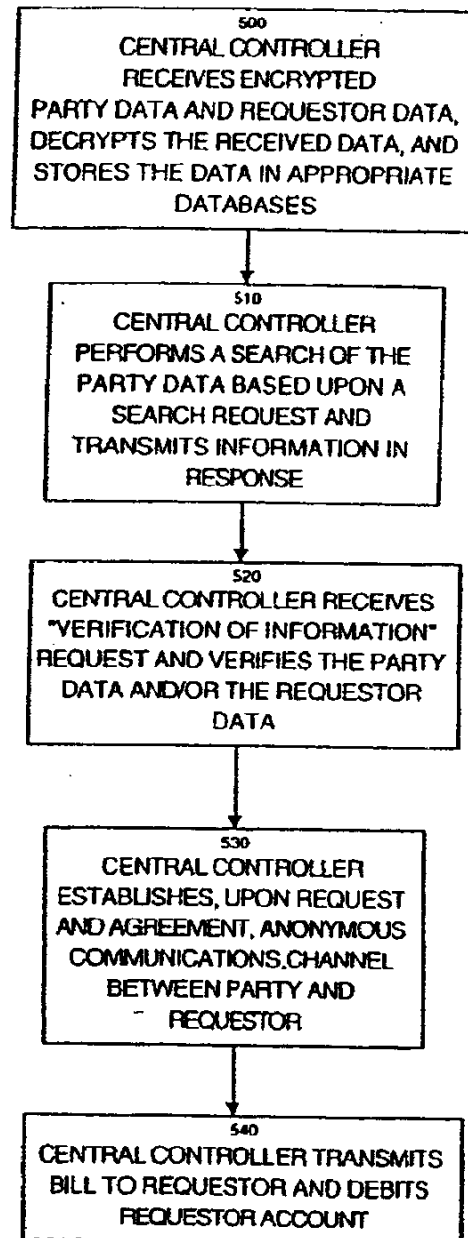 500
CENTRAL CONTROLLER
RECEIVES ENCRYPTED
PARTY DATA AND REQUESTOR DATA,
DECRYPTS THE RECEIVED DATA, AND
STORES THE DATA IN APPROPRIATE
DATABASES
510
CENTRAL CONTROLLER
PERFORMS A SEARCH OF THE
PARTY DATA BASED UPON A
SEARCH REQUEST AND
TRANSMITS INFORMATION IN
RESPONSE
520
CENTRAL CONTROLLER RECEIVES
"VERIFICATION OF INFORMATION"
REQUEST AND VERIFIES THE PARTY
DATA AND/OR THE REQUESTOR
DATA
530
CENTRAL CONTROLLER
ESTABLISHES, UPON REQUEST
AND AGREEMENT, ANONYMOUS
COMMUNICATIONS.CHANNEL
BETWEEN PARTY AND
REQUESTOR
540
CENTRAL CONTROLLER TRANSMITS
BILL TO REQUESTOR AND DEBITS
REQUESTOR ACCOUNT